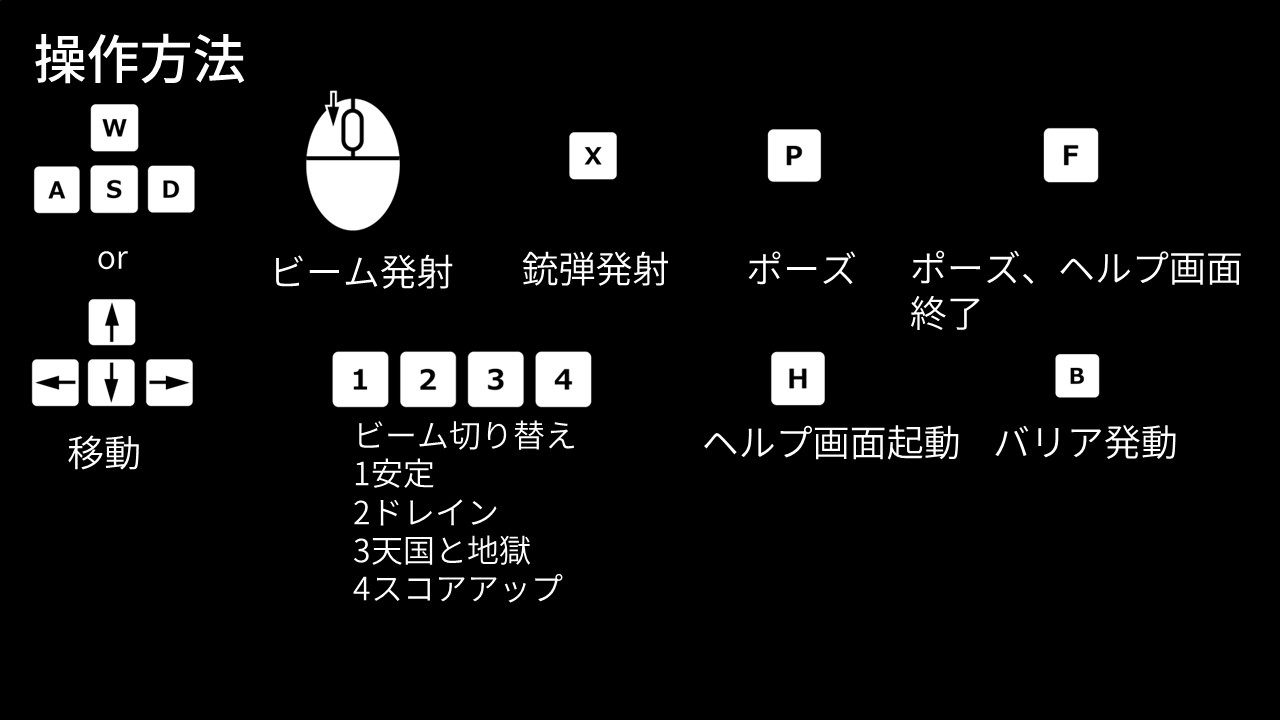 操作方法
W
A S D
or
移動
ビーム発射
X
銃弾発射
P
ポーズ
F
ポーズ、ヘルプ画面
終了
1 2 3 4
ビーム切り替え
1安定
2ドレイン
3天国と地獄
4スコアアップ
H
ヘルプ画面起動
B
バリア発動